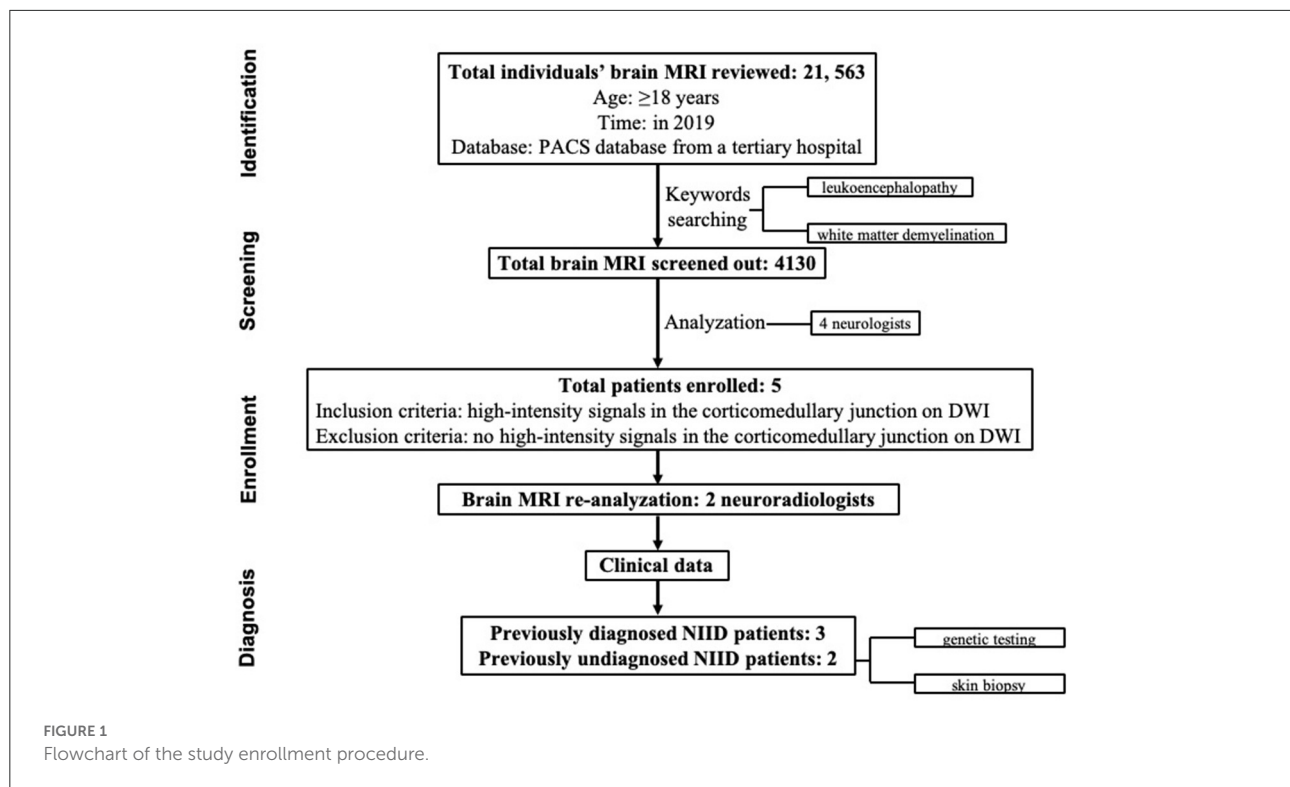 Identification
Total individuals' brain MRI reviewed: 21, 563
Age: ≥18 years
Time: in 2019
Database: PACS database from a tertiary hospital
Keywords
searching
leukoencephalopathy
white matter demyelination
Screening
Total brain MRI screened out: 4130
Analyzation
4 neurologists
Enrollment
Total patients enrolled: 5
Inclusion criteria: high-intensity signals in the corticomedullary junction on DWI
Exclusion criteria: no high-intensity signals in the corticomedullary junction on DWI
Brain MRI re-analyzation: 2 neuroradiologists
Clinical data
Diagnosis
Previously diagnosed NIID patients: 3
Previously undiagnosed NIID patients: 2
genetic testing
skin biopsy
FIGURE 1
Flowchart of the study enrollment procedure.